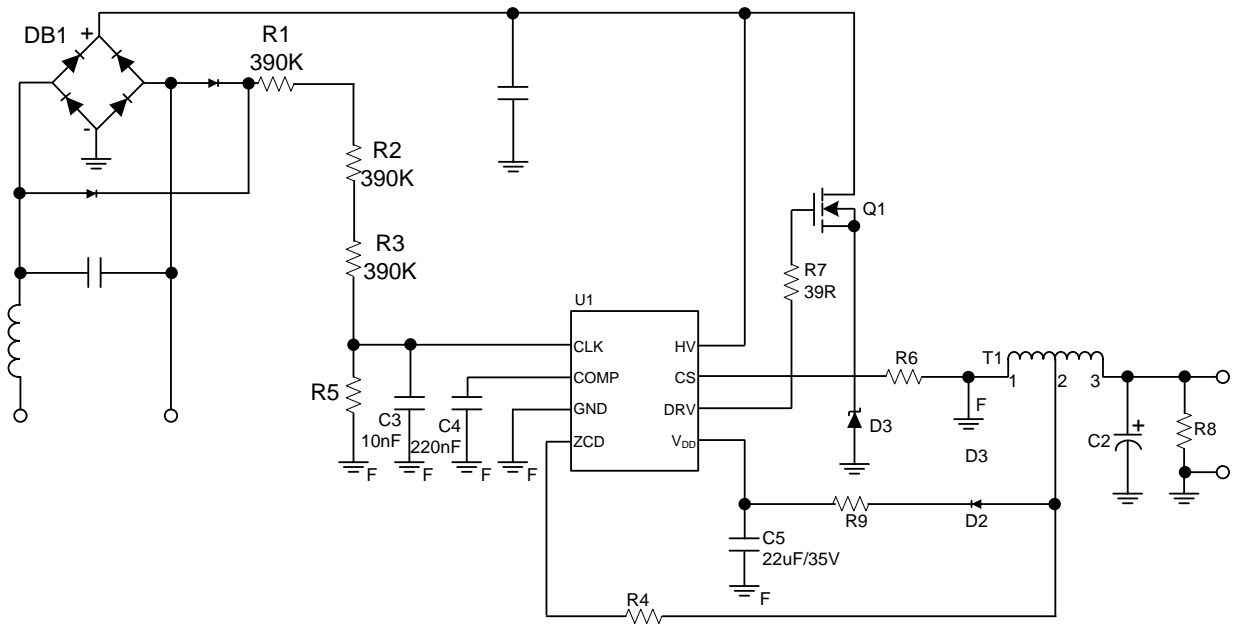 DB1
+
-
R1
390K
R2
390K
R3
390K
Q1
R7
39R
U1
CLK
COMP
GND
ZCD
HV
CS
DRV
VDD
R5
C3
10nF
C4
220nF
F
F
F
F
R6
T1
1
2
3
F
D3
D3
C2
+
R8
R9
D2
C5
22uF/35V
F
R4